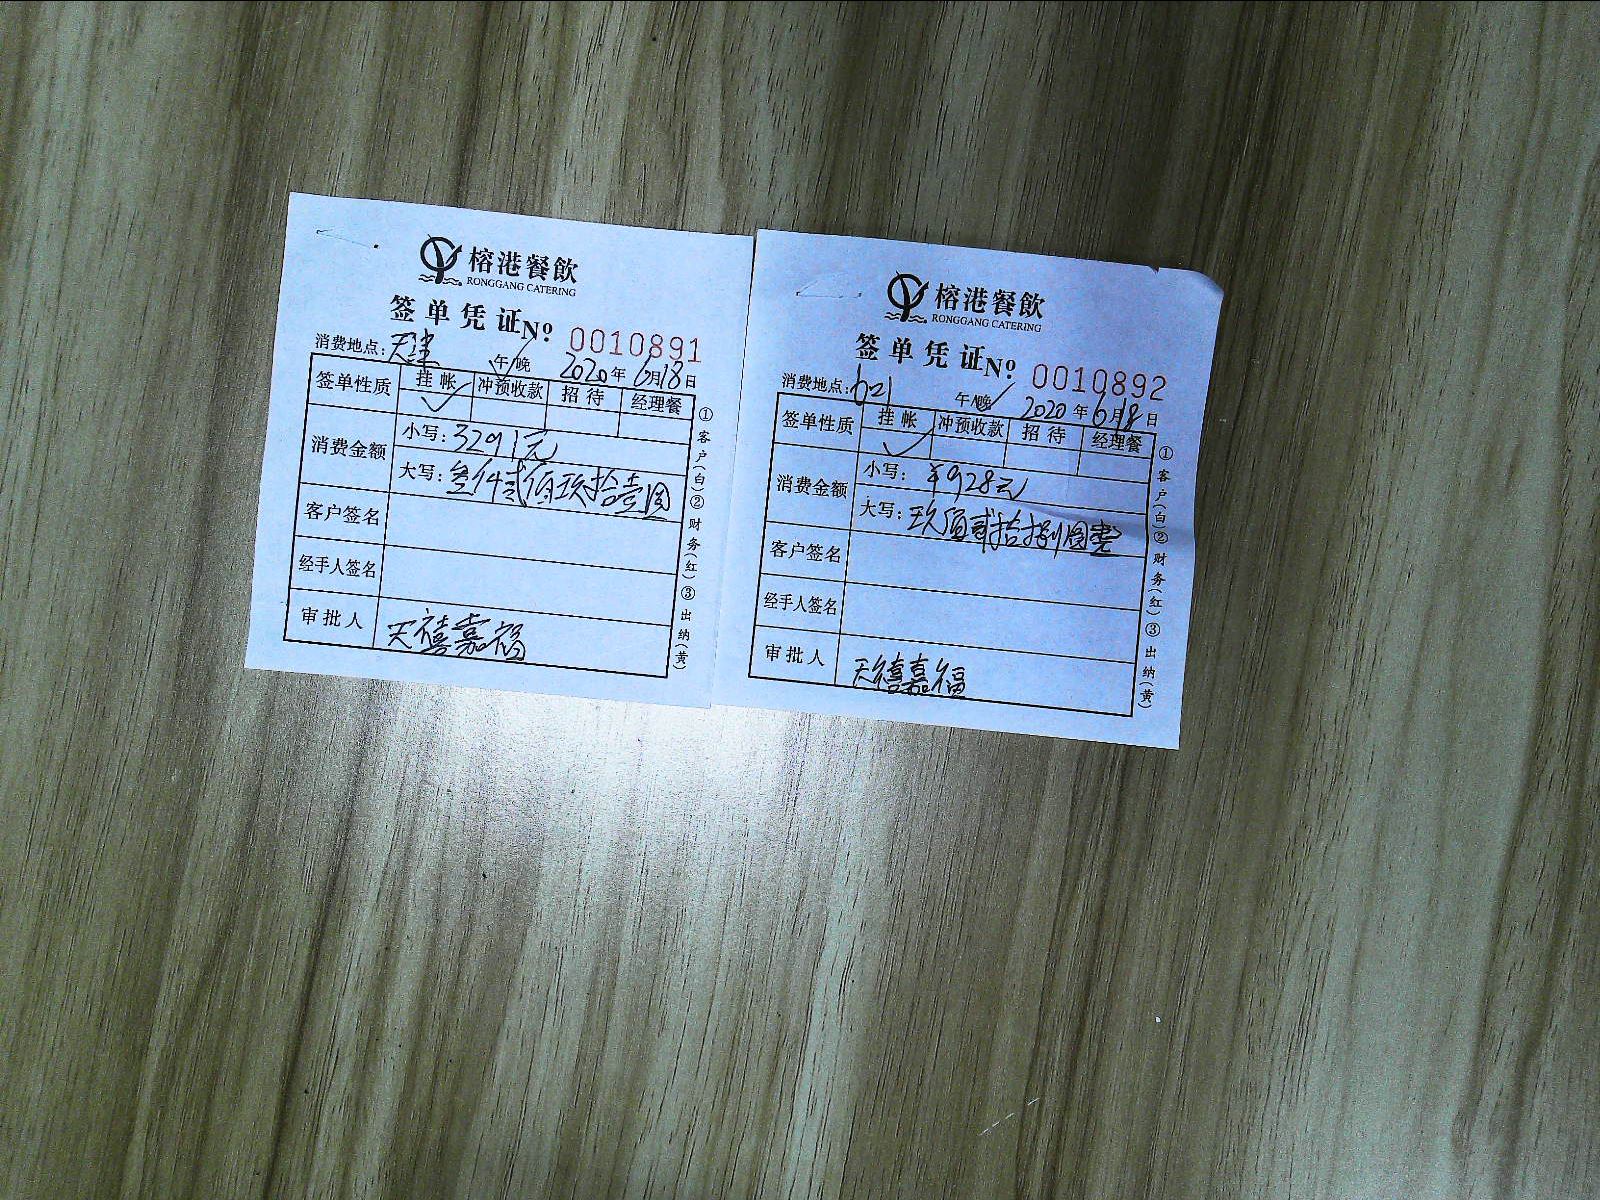 榕港餐飲
RONGGANG CATERING
签单凭证 Nº 0010891
消费地点:天津 午/晚 2020年6月18日
签单性质 挂帐 冲预收款 招待 经理餐
消费金额 小写:3291元
大写:叁仟贰佰玖拾壹圆
客户签名
经手人签名
审批人 天禧嘉福
①客户(白)②财务(红)③出纳(黄)
榕港餐飲
RONGGANG CATERING
签单凭证 Nº 0010892
消费地点:621 午/晚 2020年6月18日
签单性质 挂帐 冲预收款 招待 经理餐
消费金额 小写:¥928元
大写:玖佰贰拾捌圆整
客户签名
经手人签名
审批人 天禧嘉福
①客户(白)②财务(红)③出纳(黄)